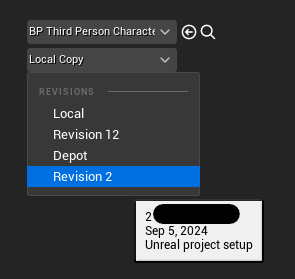 BP Third Person Characte
Local Copy
REVISIONS
Local
Revision 12
Depot
Revision 2
2
Sep 5, 2024
Unreal project setup